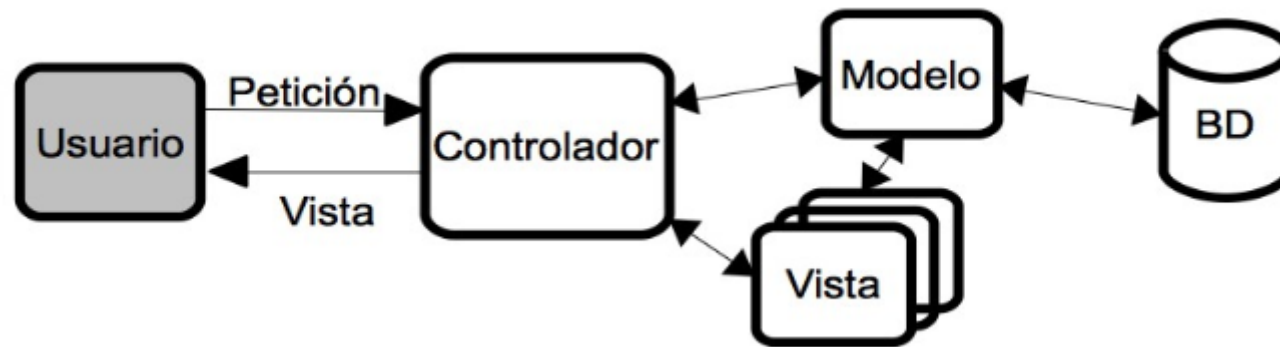 Usuario
Petición
Vista
Controlador
Modelo
BD
Vista